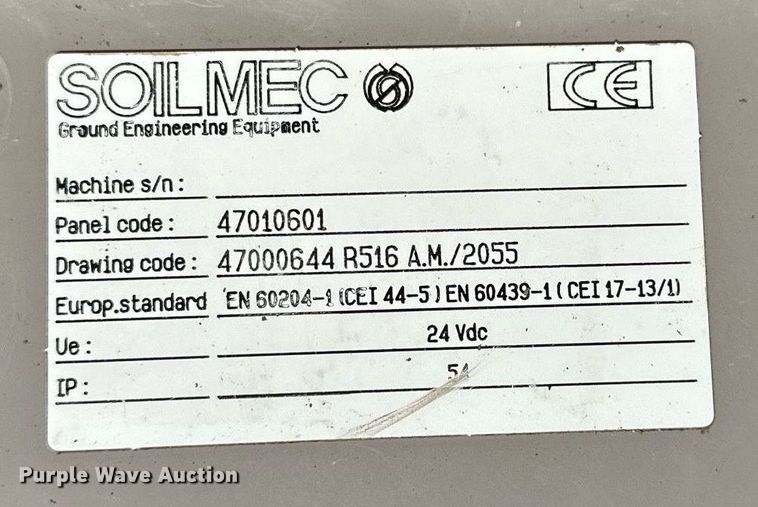 SOILMEC CE
Ground Engineering Equipment
Machine s/n:
Panel code: 47010601
Drawing code: 47000644 R516 A.M./2055
Europ.standard EN 60204-1 (CEI 44-5) EN 60439-1 (CEI 17-13/1)
Ue: 24 Vdc
IP: 54
Purple Wave Auction